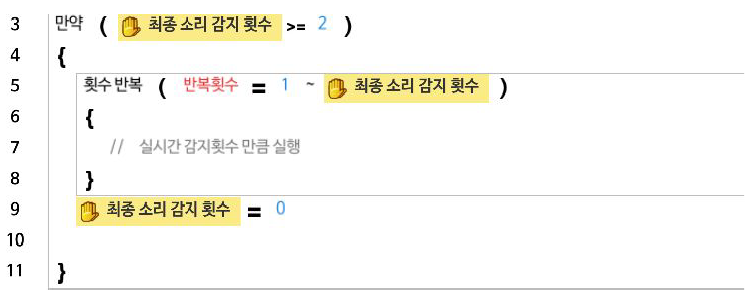 3 만약 ( 최종 소리 감지 횟수 >= 2 )
4 {
5 횟수 반복 ( 반복횟수 = 1 ~ 최종 소리 감지 횟수 )
6 {
7 // 실시간 감지횟수 만큼 실행
8 }
9 최종 소리 감지 횟수 = 0
10
11 }